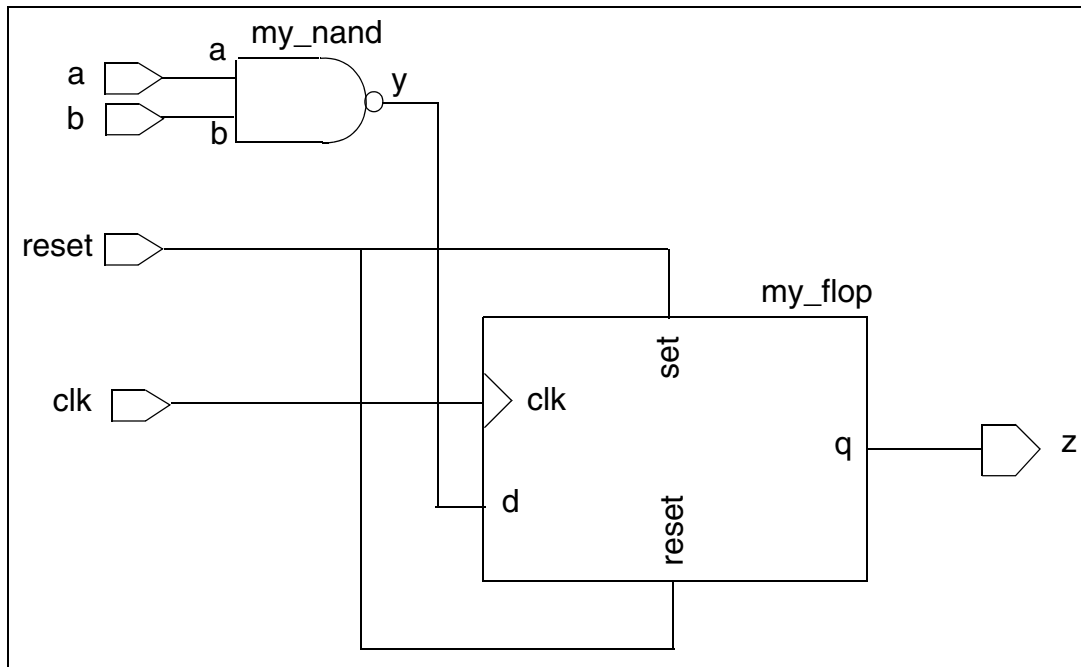 my_nand
a
a
y
b
b
reset
my_flop
set
clk
clk
q
z
d
reset